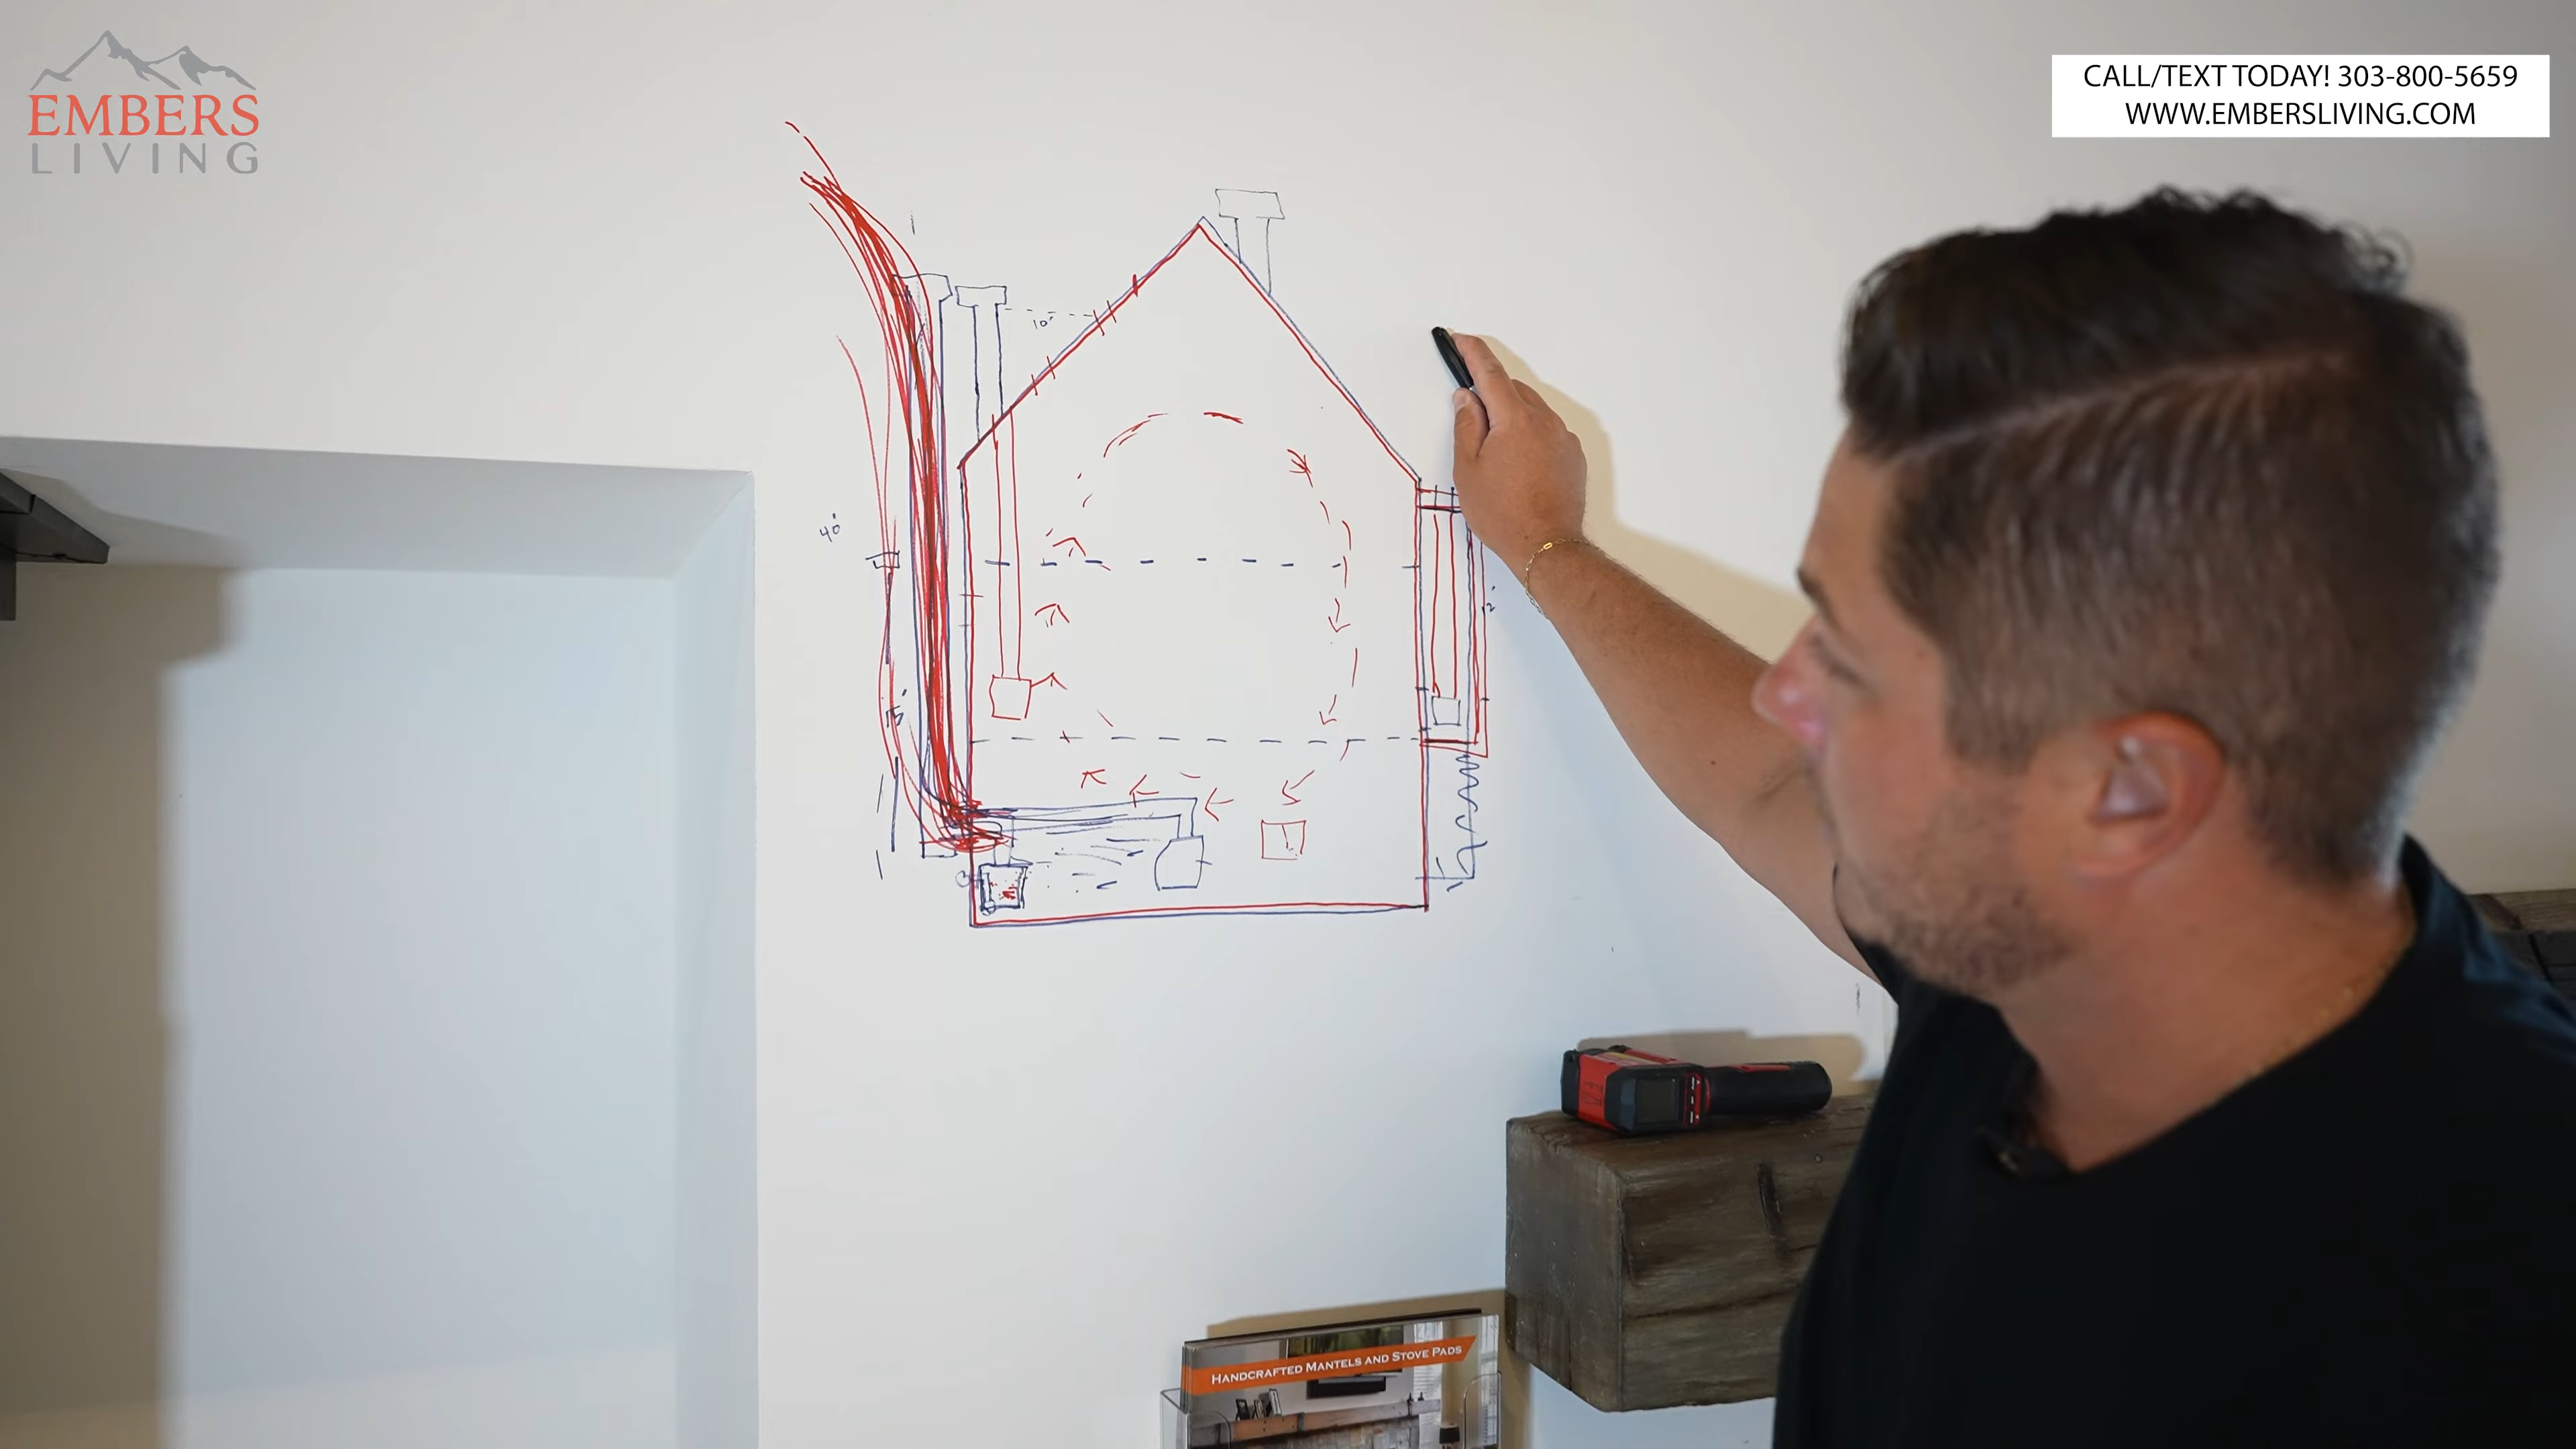 EMBERS
LIVING
CALL/TEXT TODAY! 303-800-5659
WWW.EMBERSLIVING.COM
10'
40'
HANDCRAFTED MANTELS AND STOVE PADS